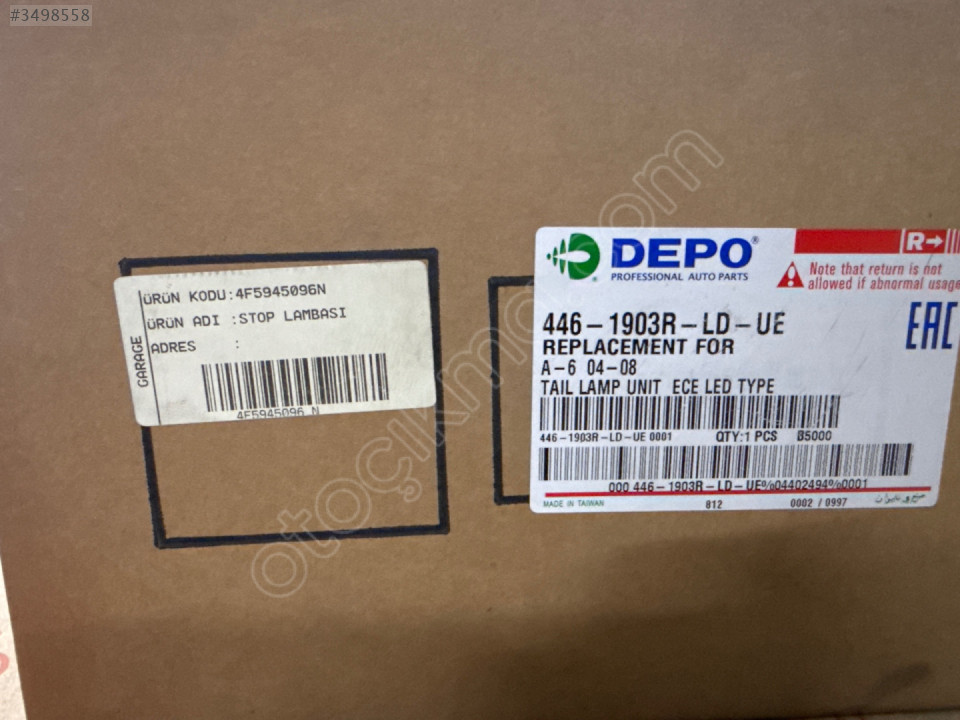 #3498558
GARAGE
ÜRÜN KODU:4F5945096N
ÜRÜN ADI :STOP LAMBASI
ADRES :
4F5945096 N
DEPO®
PROFESSIONAL AUTO PARTS
R→
Note that return is not
allowed if abnormal usage
446-1903R-LD-UE
EAC
REPLACEMENT FOR
A-6 04-08
TAIL LAMP UNIT ECE LED TYPE
446-1903R-LD-UE 0001 QTY:1 PCS B5000
000 446-1903R-LD-UE%04402494%0001
MADE IN TAIWAN 812 0002 / 0997
otoçıkma.com